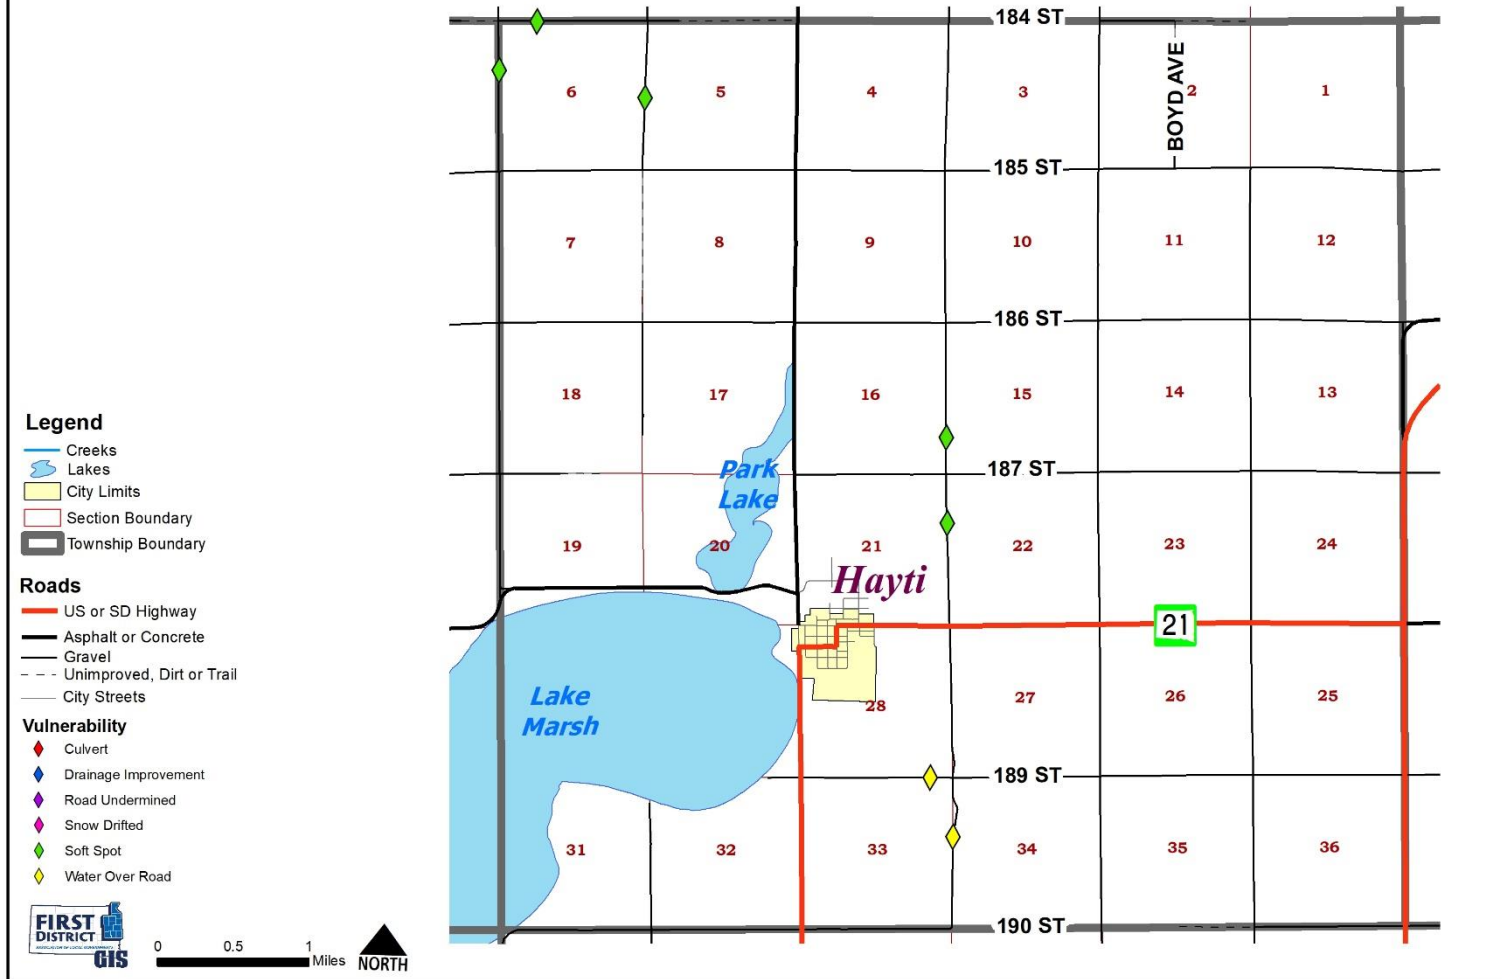 184 ST
BOYD AVE
6
5
4
3
2
1
185 ST
7
8
9
10
11
12
186 ST
18
17
16
15
14
13
Park
Lake
187 ST
19
20
21
22
23
24
Hayti
21
Lake
Marsh
28
27
26
25
189 ST
31
32
33
34
35
36
190 ST
Legend
Creeks
Lakes
City Limits
Section Boundary
Township Boundary
Roads
US or SD Highway
Asphalt or Concrete
Gravel
Unimproved, Dirt or Trail
City Streets
Vulnerability
Culvert
Drainage Improvement
Road Undermined
Snow Drifted
Soft Spot
Water Over Road
FIRST
DISTRICT
ASSOCIATION OF LOCAL GOVERNMENTS
GIS
0 0.5 1
Miles
NORTH